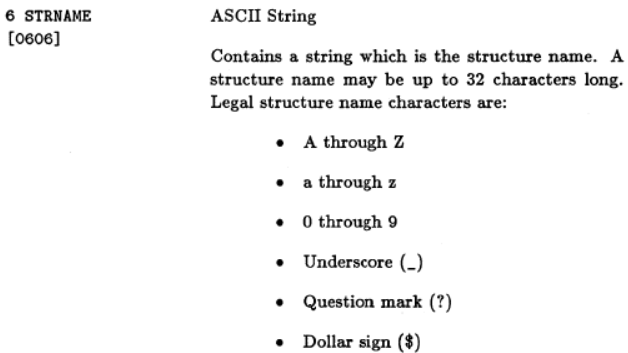 6 STRNAME ASCII String
[0606]
Contains a string which is the structure name. A
structure name may be up to 32 characters long.
Legal structure name characters are:
• A through Z
• a through z
• 0 through 9
• Underscore (_)
• Question mark (?)
• Dollar sign ($)